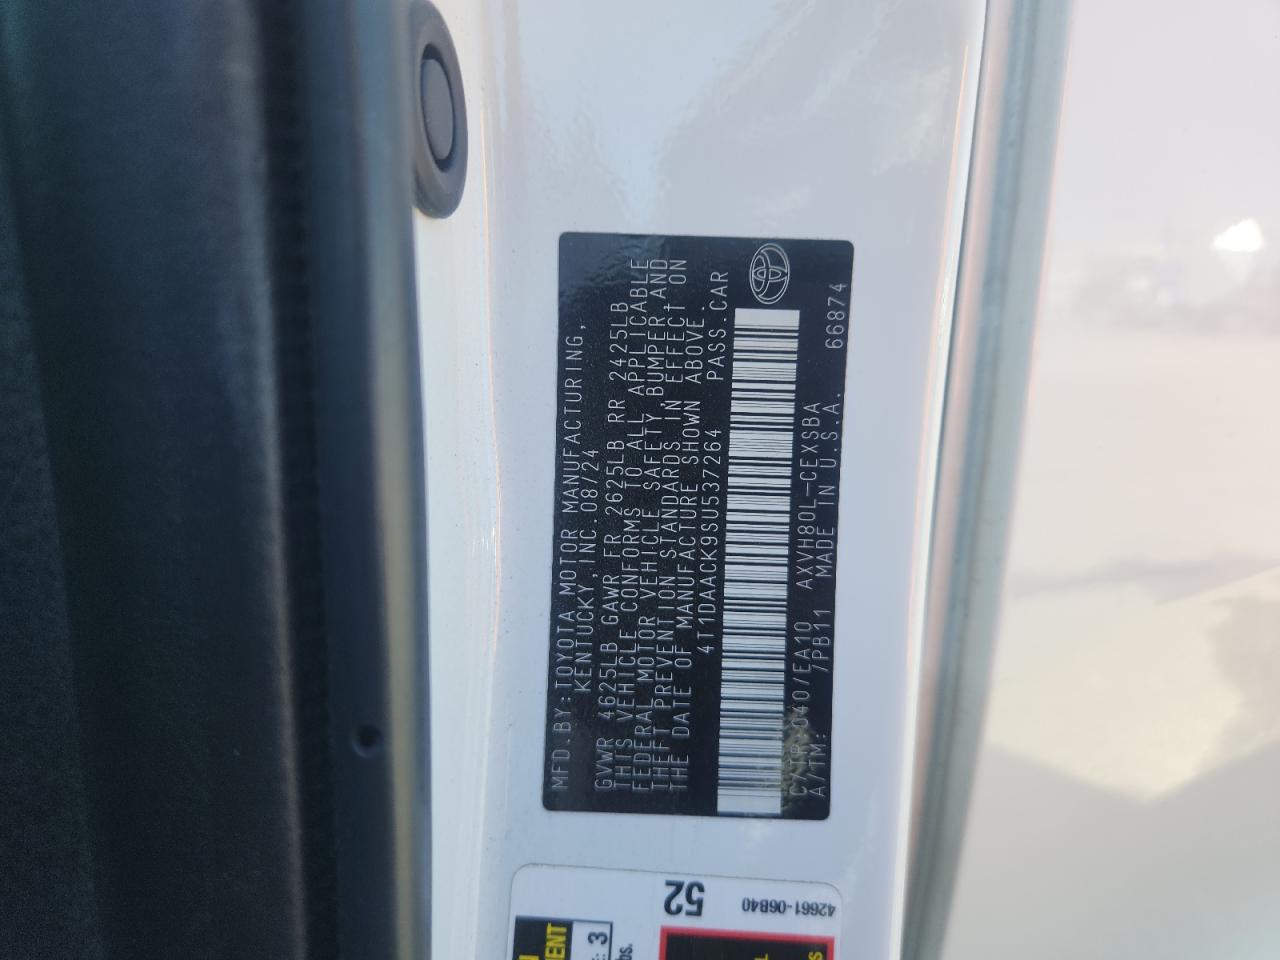 MFD.BY:TOYOTA MOTOR MANUFACTURING,
KENTUCKY,INC.08/24
GVWR 4625LB GAWR FR 2625LB RR 2425LB
THIS VEHICLE CONFORMS TO ALL APPLICABLE
FEDERAL MOTOR VEHICLE SAFETY,BUMPER AND
THEFT PREVENTION STANDARDS IN EFFECT ON
THE DATE OF MANUFACTURE SHOWN ABOVE.
4T1DAACK9SU537264 PASS.CAR
C/TR: 040/EA10 AXVH80L-CEXSBA
A/TM: /PB11 MADE IN U.S.A. 66874
52
42661-06B40
3